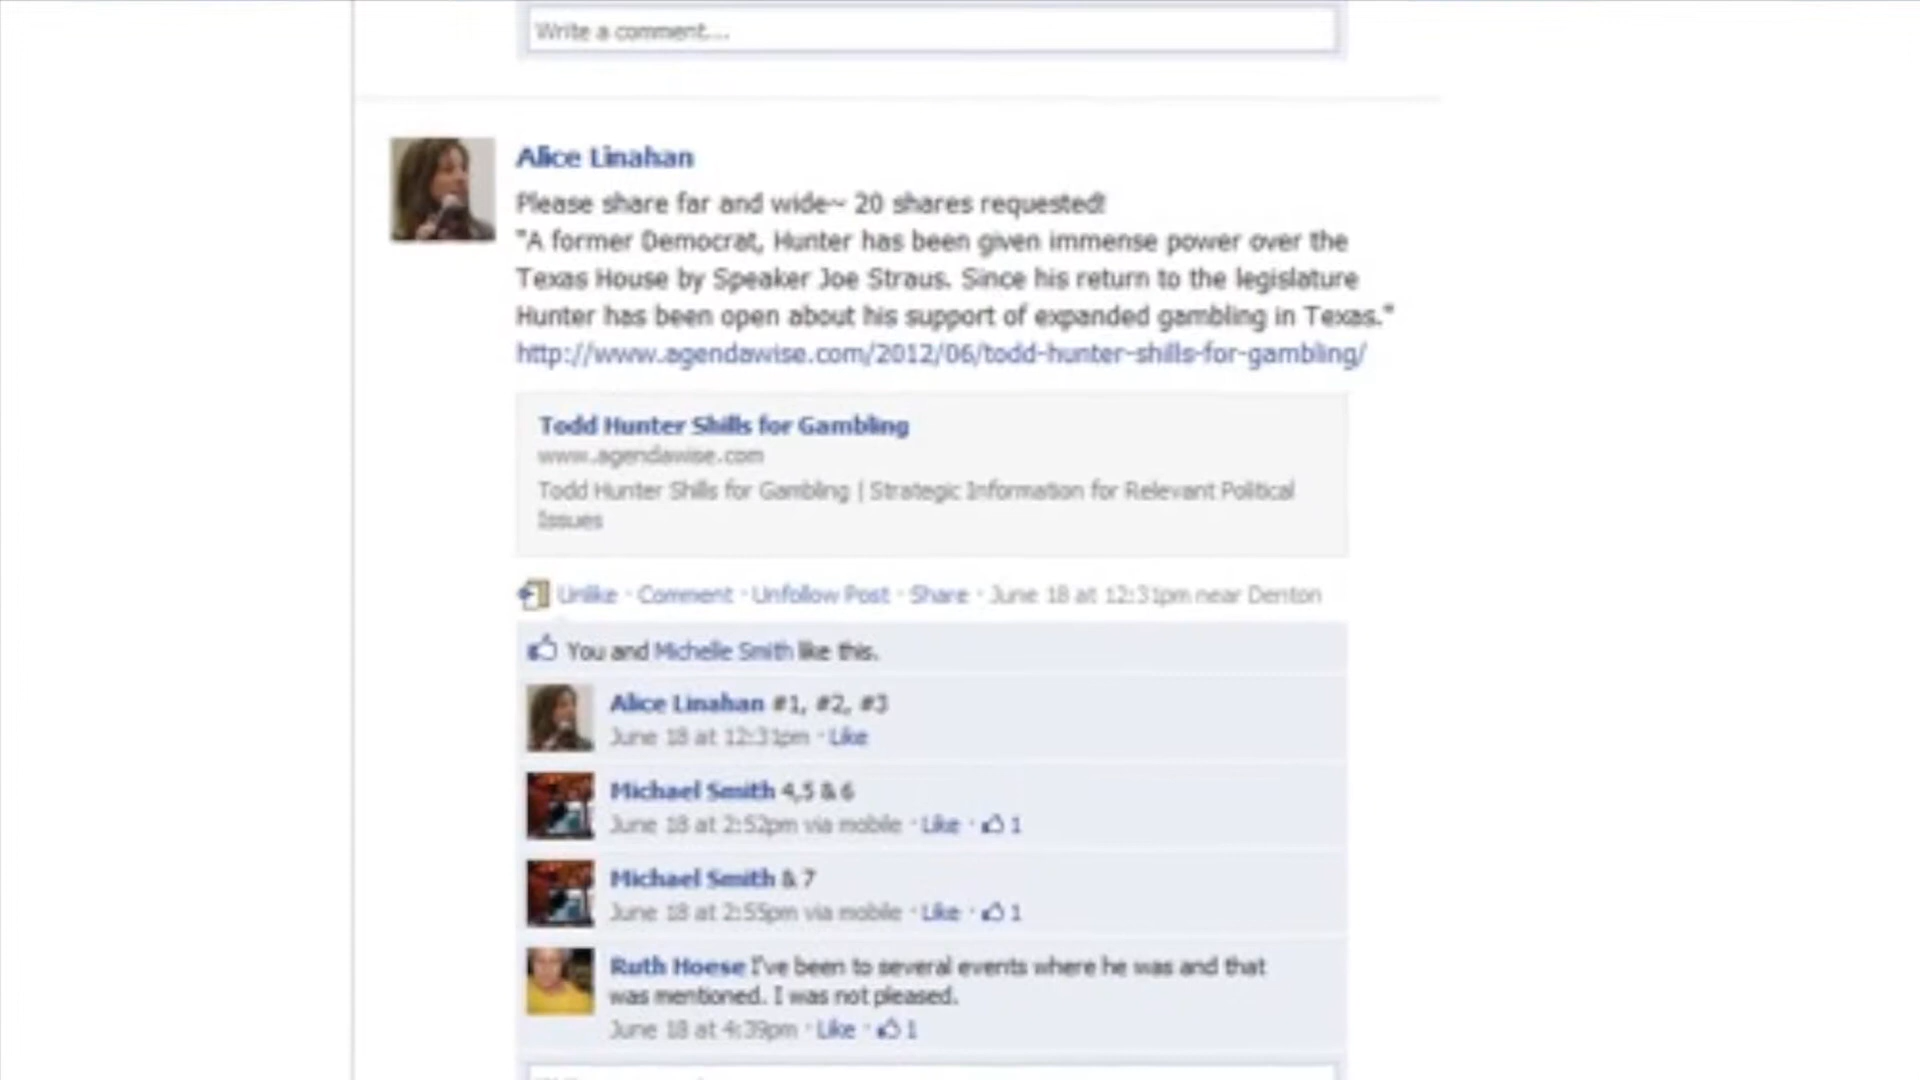 Write a comment...
Alice Linahan
Please share far and wide~ 20 shares requested!
"A former Democrat, Hunter has been given immense power over the
Texas House by Speaker Joe Straus. Since his return to the legislature
Hunter has been open about his support of expanded gambling in Texas."
http://www.agendawise.com/2012/06/todd-hunter-shills-for-gambling/
Todd Hunter Shills for Gambling
www.agendawise.com
Todd Hunter Shills for Gambling | Strategic Information for Relevant Political
Issues
Unlike · Comment · Unfollow Post · Share · June 18 at 12:31pm near Denton
You and Michelle Smith like this.
Alice Linahan #1, #2, #3
June 18 at 12:31pm · Like
Michael Smith 4,5 & 6
June 18 at 2:52pm via mobile · Like · 1
Michael Smith & 7
June 18 at 2:55pm via mobile · Like · 1
Ruth Hoese I've been to several events where he was and that
was mentioned. I was not pleased.
June 18 at 4:39pm · Like · 1